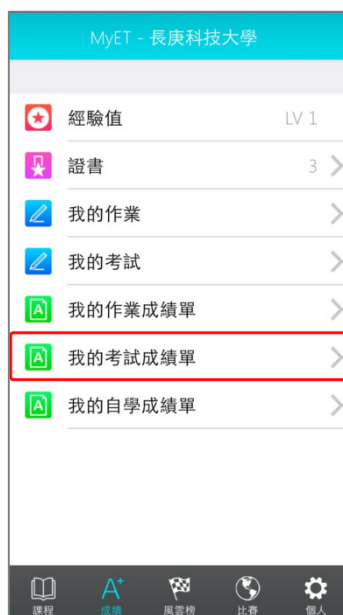 MyET - 長庚科技大學
經驗值 LV 1
證書 3
我的作業
我的考試
我的作業成績單
我的考試成績單
我的自學成績單
課程 成績 風雲榜 比賽 個人